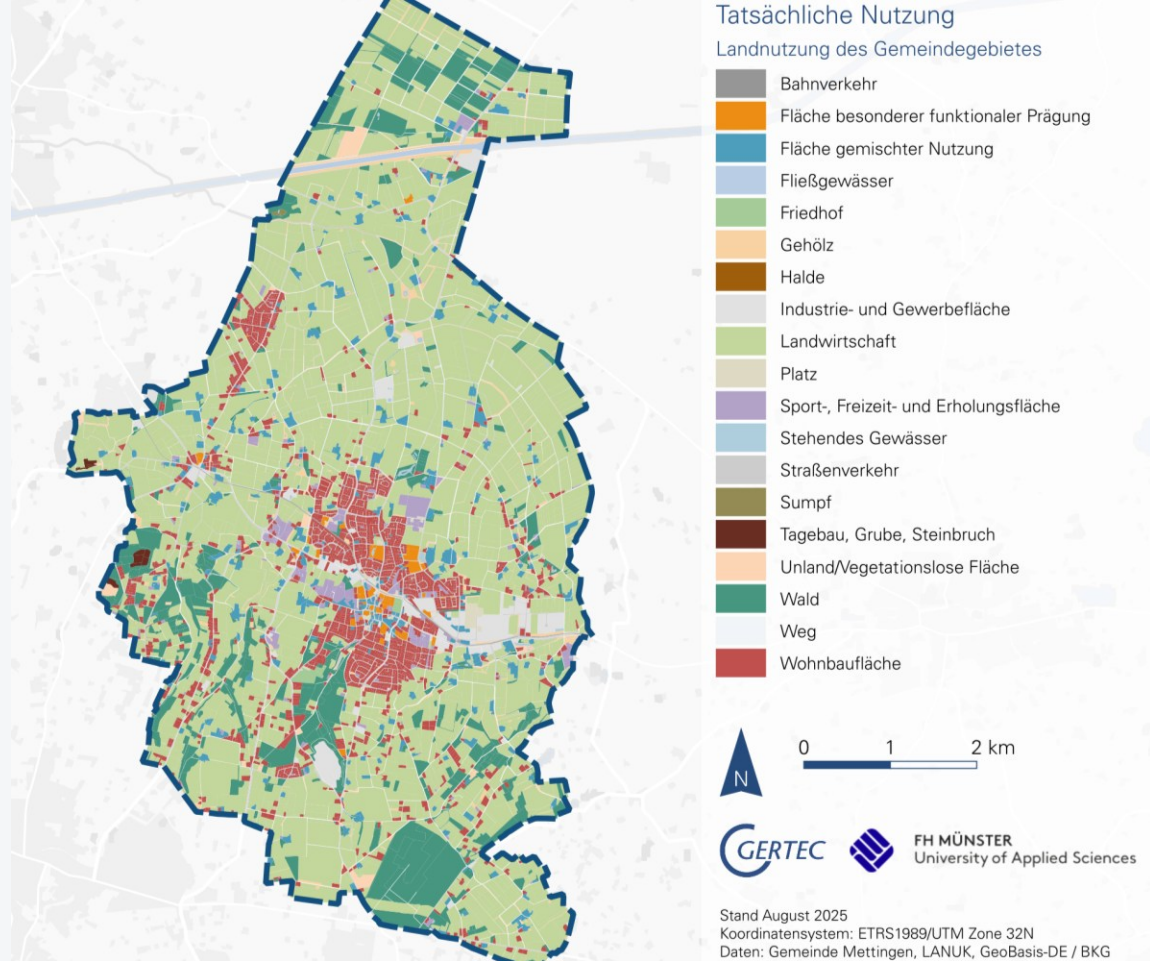 Tatsächliche Nutzung
Landnutzung des Gemeindegebietes
Bahnverkehr
Fläche besonderer funktionaler Prägung
Fläche gemischter Nutzung
Fließgewässer
Friedhof
Gehölz
Halde
Industrie- und Gewerbefläche
Landwirtschaft
Platz
Sport-, Freizeit- und Erholungsfläche
Stehendes Gewässer
Straßenverkehr
Sumpf
Tagebau, Grube, Steinbruch
Unland/Vegetationslose Fläche
Wald
Weg
Wohnbaufläche
N
0 1 2 km
GERTEC
FH MÜNSTER
University of Applied Sciences
Stand August 2025
Koordinatensystem: ETRS1989/UTM Zone 32N
Daten: Gemeinde Mettingen, LANUK, GeoBasis-DE / BKG